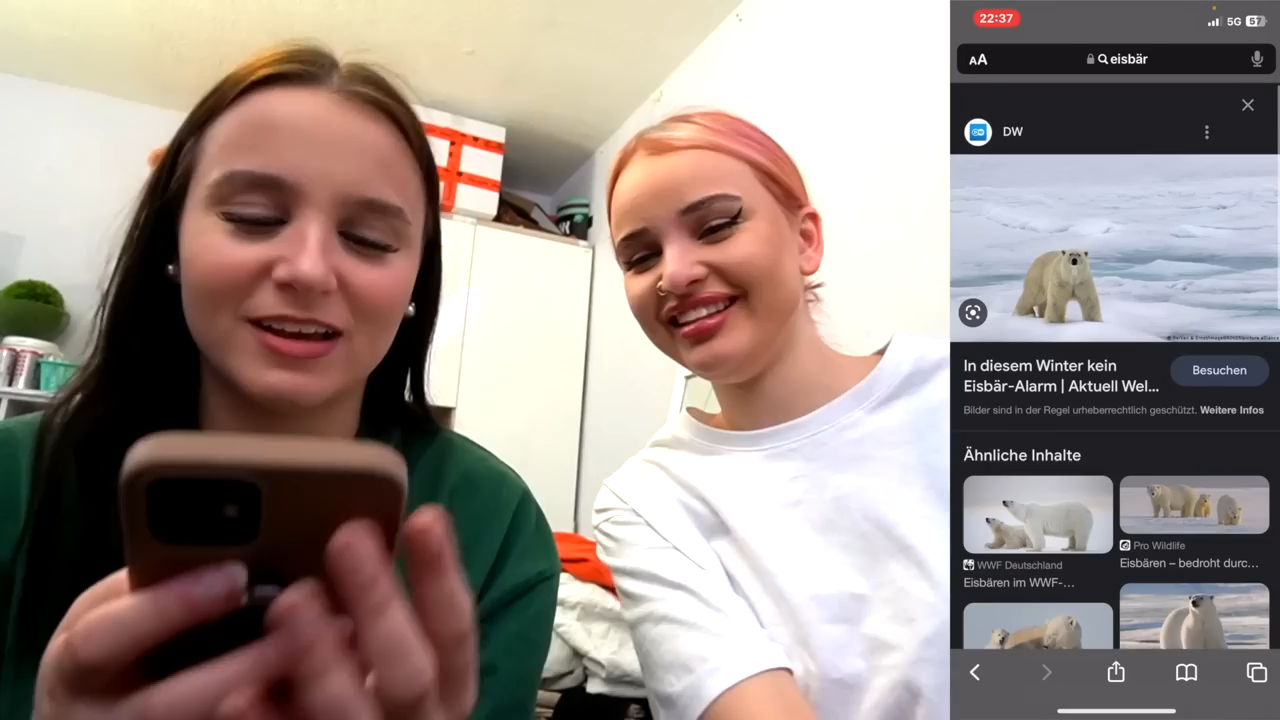 22:37
5G 57
AA
eisbär
DW
In diesem Winter kein
Eisbär-Alarm | Aktuell Wel...
Besuchen
Bilder sind in der Regel urheberrechtlich geschützt. Weitere Infos
Ähnliche Inhalte
WWF Deutschland
Eisbären im WWF-...
Pro Wildlife
Eisbären – bedroht durc...